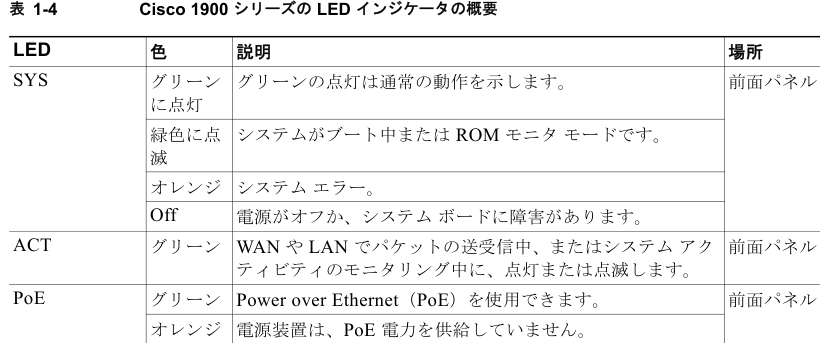 表 1-4 Cisco 1900 シリーズの LED インジケータの概要
LED 色 説明 場所
SYS グリーン グリーンの点灯は通常の動作を示します。 前面パネル
に点灯
緑色に点 システムがブート中または ROM モニタ モードです。
滅
オレンジ システム エラー。
Off 電源がオフか、システム ボードに障害があります。
ACT グリーン WAN や LAN でパケットの送受信中、またはシステム アク 前面パネル
ティビティのモニタリング中に、点灯または点滅します。
PoE グリーン Power over Ethernet（PoE）を使用できます。 前面パネル
オレンジ 電源装置は、PoE 電力を供給していません。